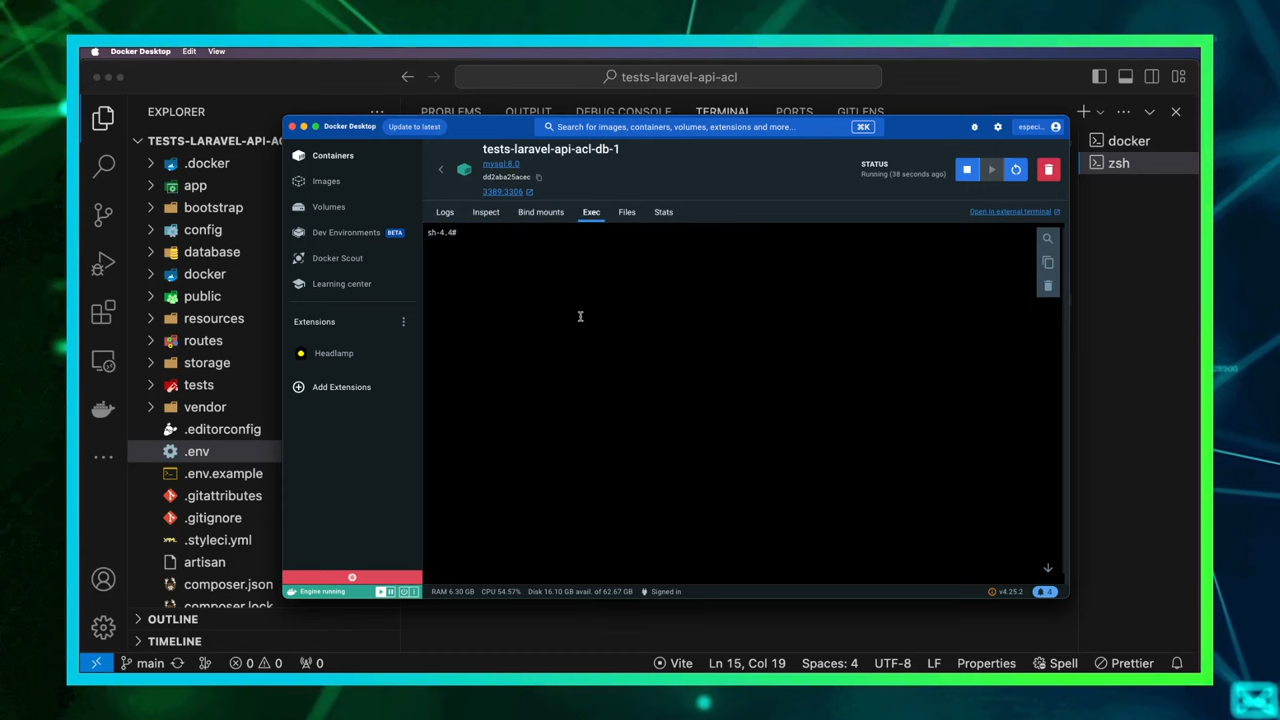 Docker Desktop Edit View
tests-laravel-api-acl
EXPLORER
PROBLEMS OUTPUT DEBUG CONSOLE TERMINAL PORTS GITLENS
TESTS-LARAVEL-API-AC
.docker
app
bootstrap
config
database
docker
public
resources
routes
storage
tests
vendor
.editorconfig
.env
.env.example
.gitattributes
.gitignore
.styleci.yml
artisan
composer.json
composer.lock
OUTLINE
TIMELINE
Docker Desktop Update to latest
Search for images, containers, volumes, extensions and more...
⌘K
especi...
Containers
Images
Volumes
Dev Environments BETA
Docker Scout
Learning center
Extensions
Headlamp
Add Extensions
tests-laravel-api-acl-db-1
mysql:8.0
dd2aba25acec
3389:3306
STATUS
Running (38 seconds ago)
Logs Inspect Bind mounts Exec Files Stats
Open in external terminal
sh-4.4#
Engine running
RAM 6.30 GB CPU 54.57% Disk 16.10 GB avail. of 62.67 GB Signed in
v4.25.2
4
docker
zsh
main 0 0 0
Vite Ln 15, Col 19 Spaces: 4 UTF-8 LF Properties Spell Prettier